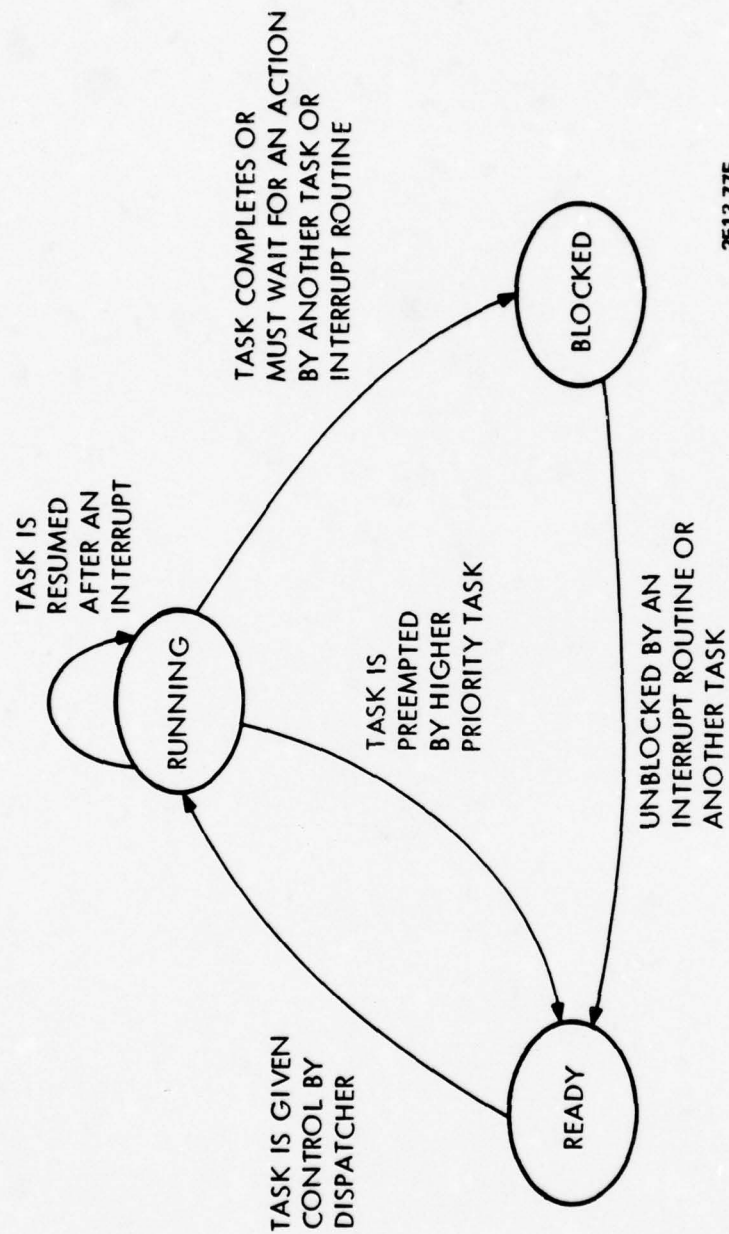 TASK IS
RESUMED
AFTER AN
INTERRUPT
RUNNING
TASK COMPLETES OR
MUST WAIT FOR AN ACTION
BY ANOTHER TASK OR
INTERRUPT ROUTINE
TASK IS GIVEN
CONTROL BY
DISPATCHER
TASK IS
PREEMPTED
BY HIGHER
PRIORITY TASK
READY
BLOCKED
UNBLOCKED BY AN
INTERRUPT ROUTINE OR
ANOTHER TASK